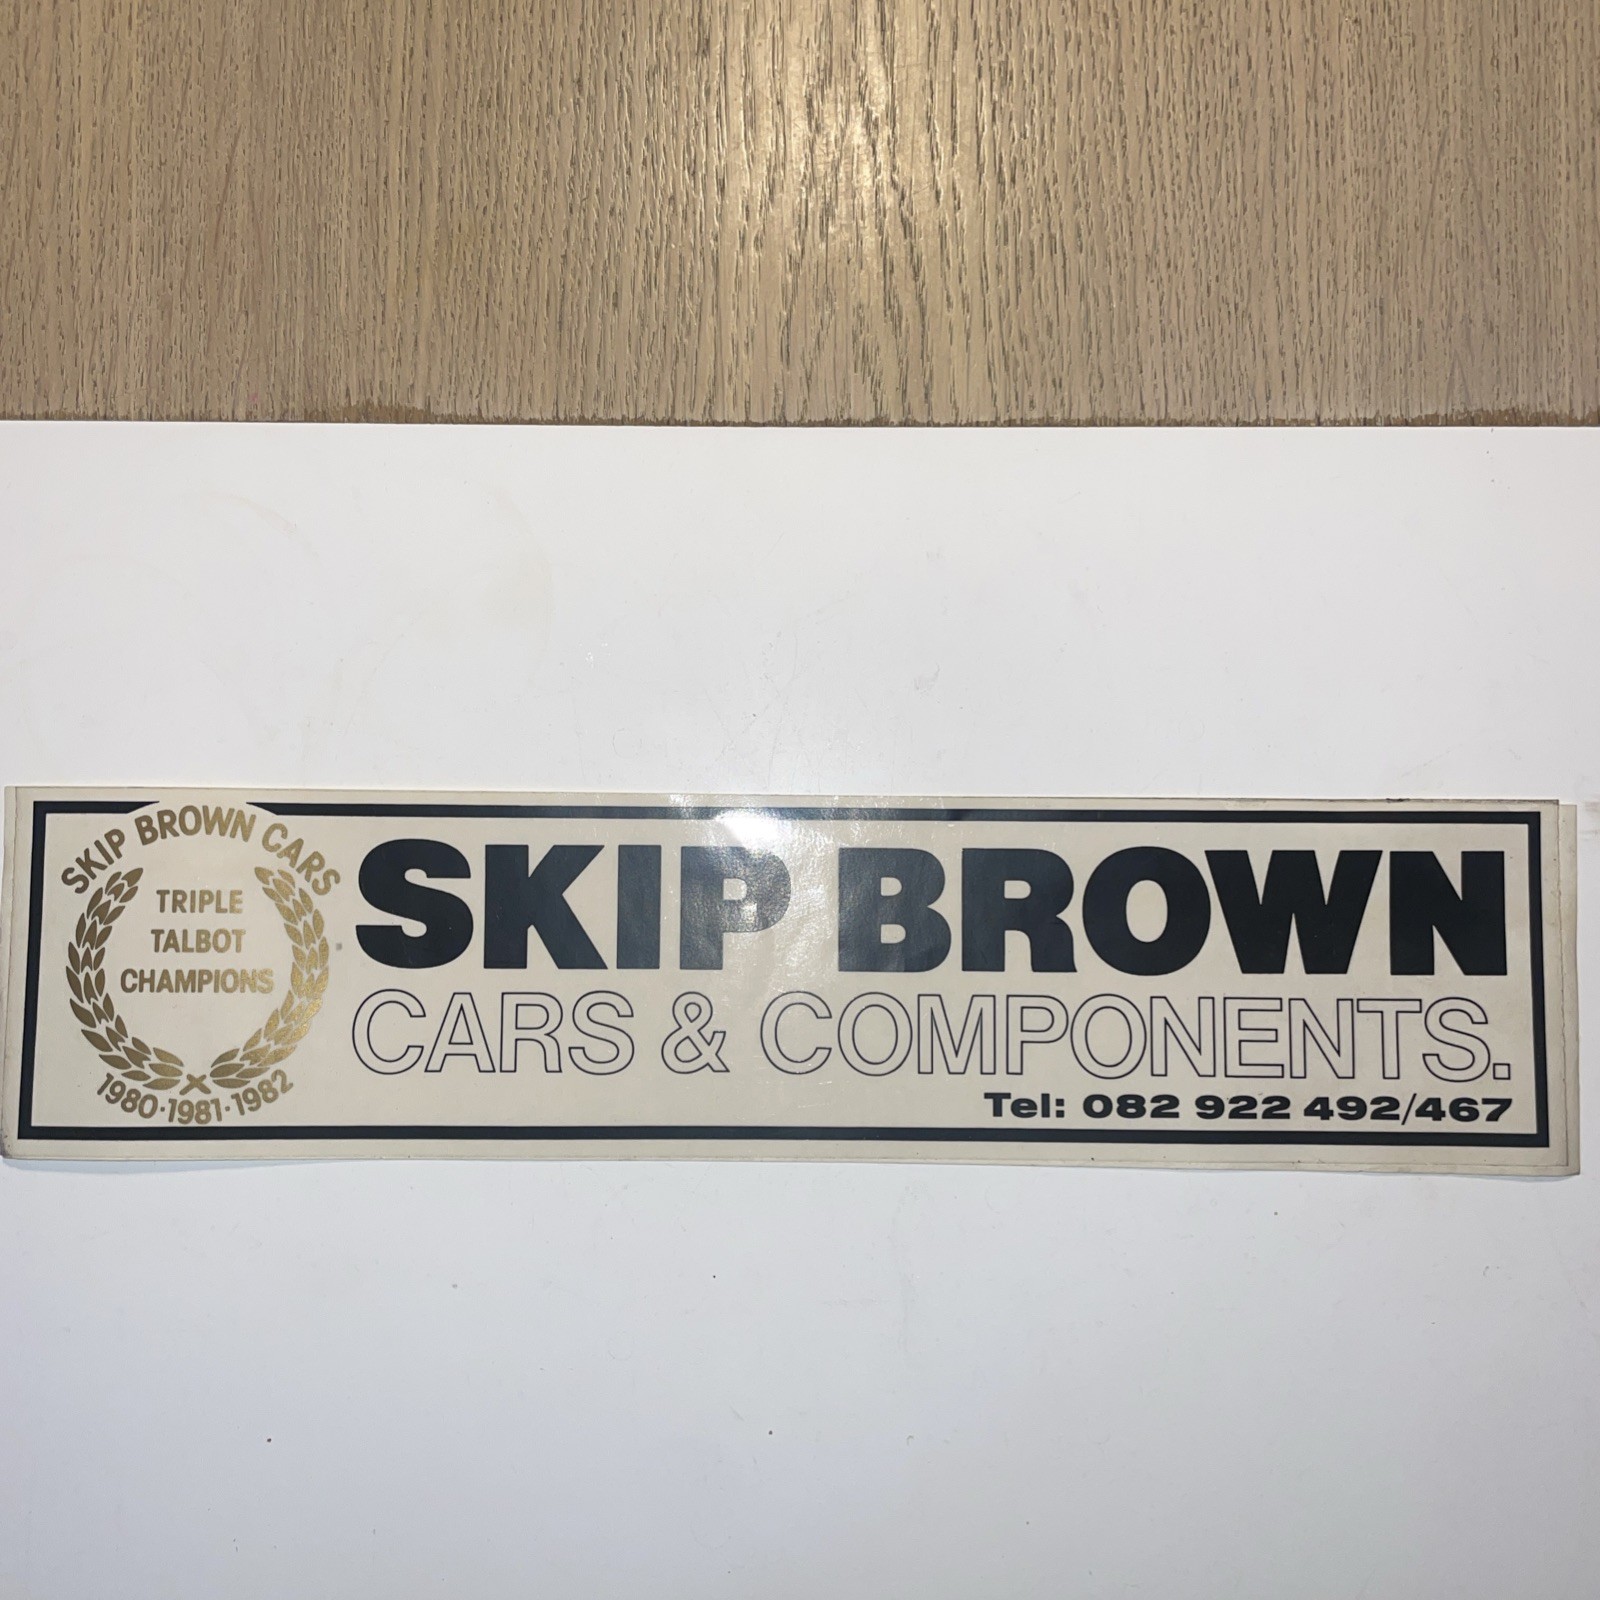 SKIP BROWN CARS
TRIPLE
TALBOT
CHAMPIONS
1980·1981·1982
SKIP BROWN
CARS & COMPONENTS.
Tel: 082 922 492/467